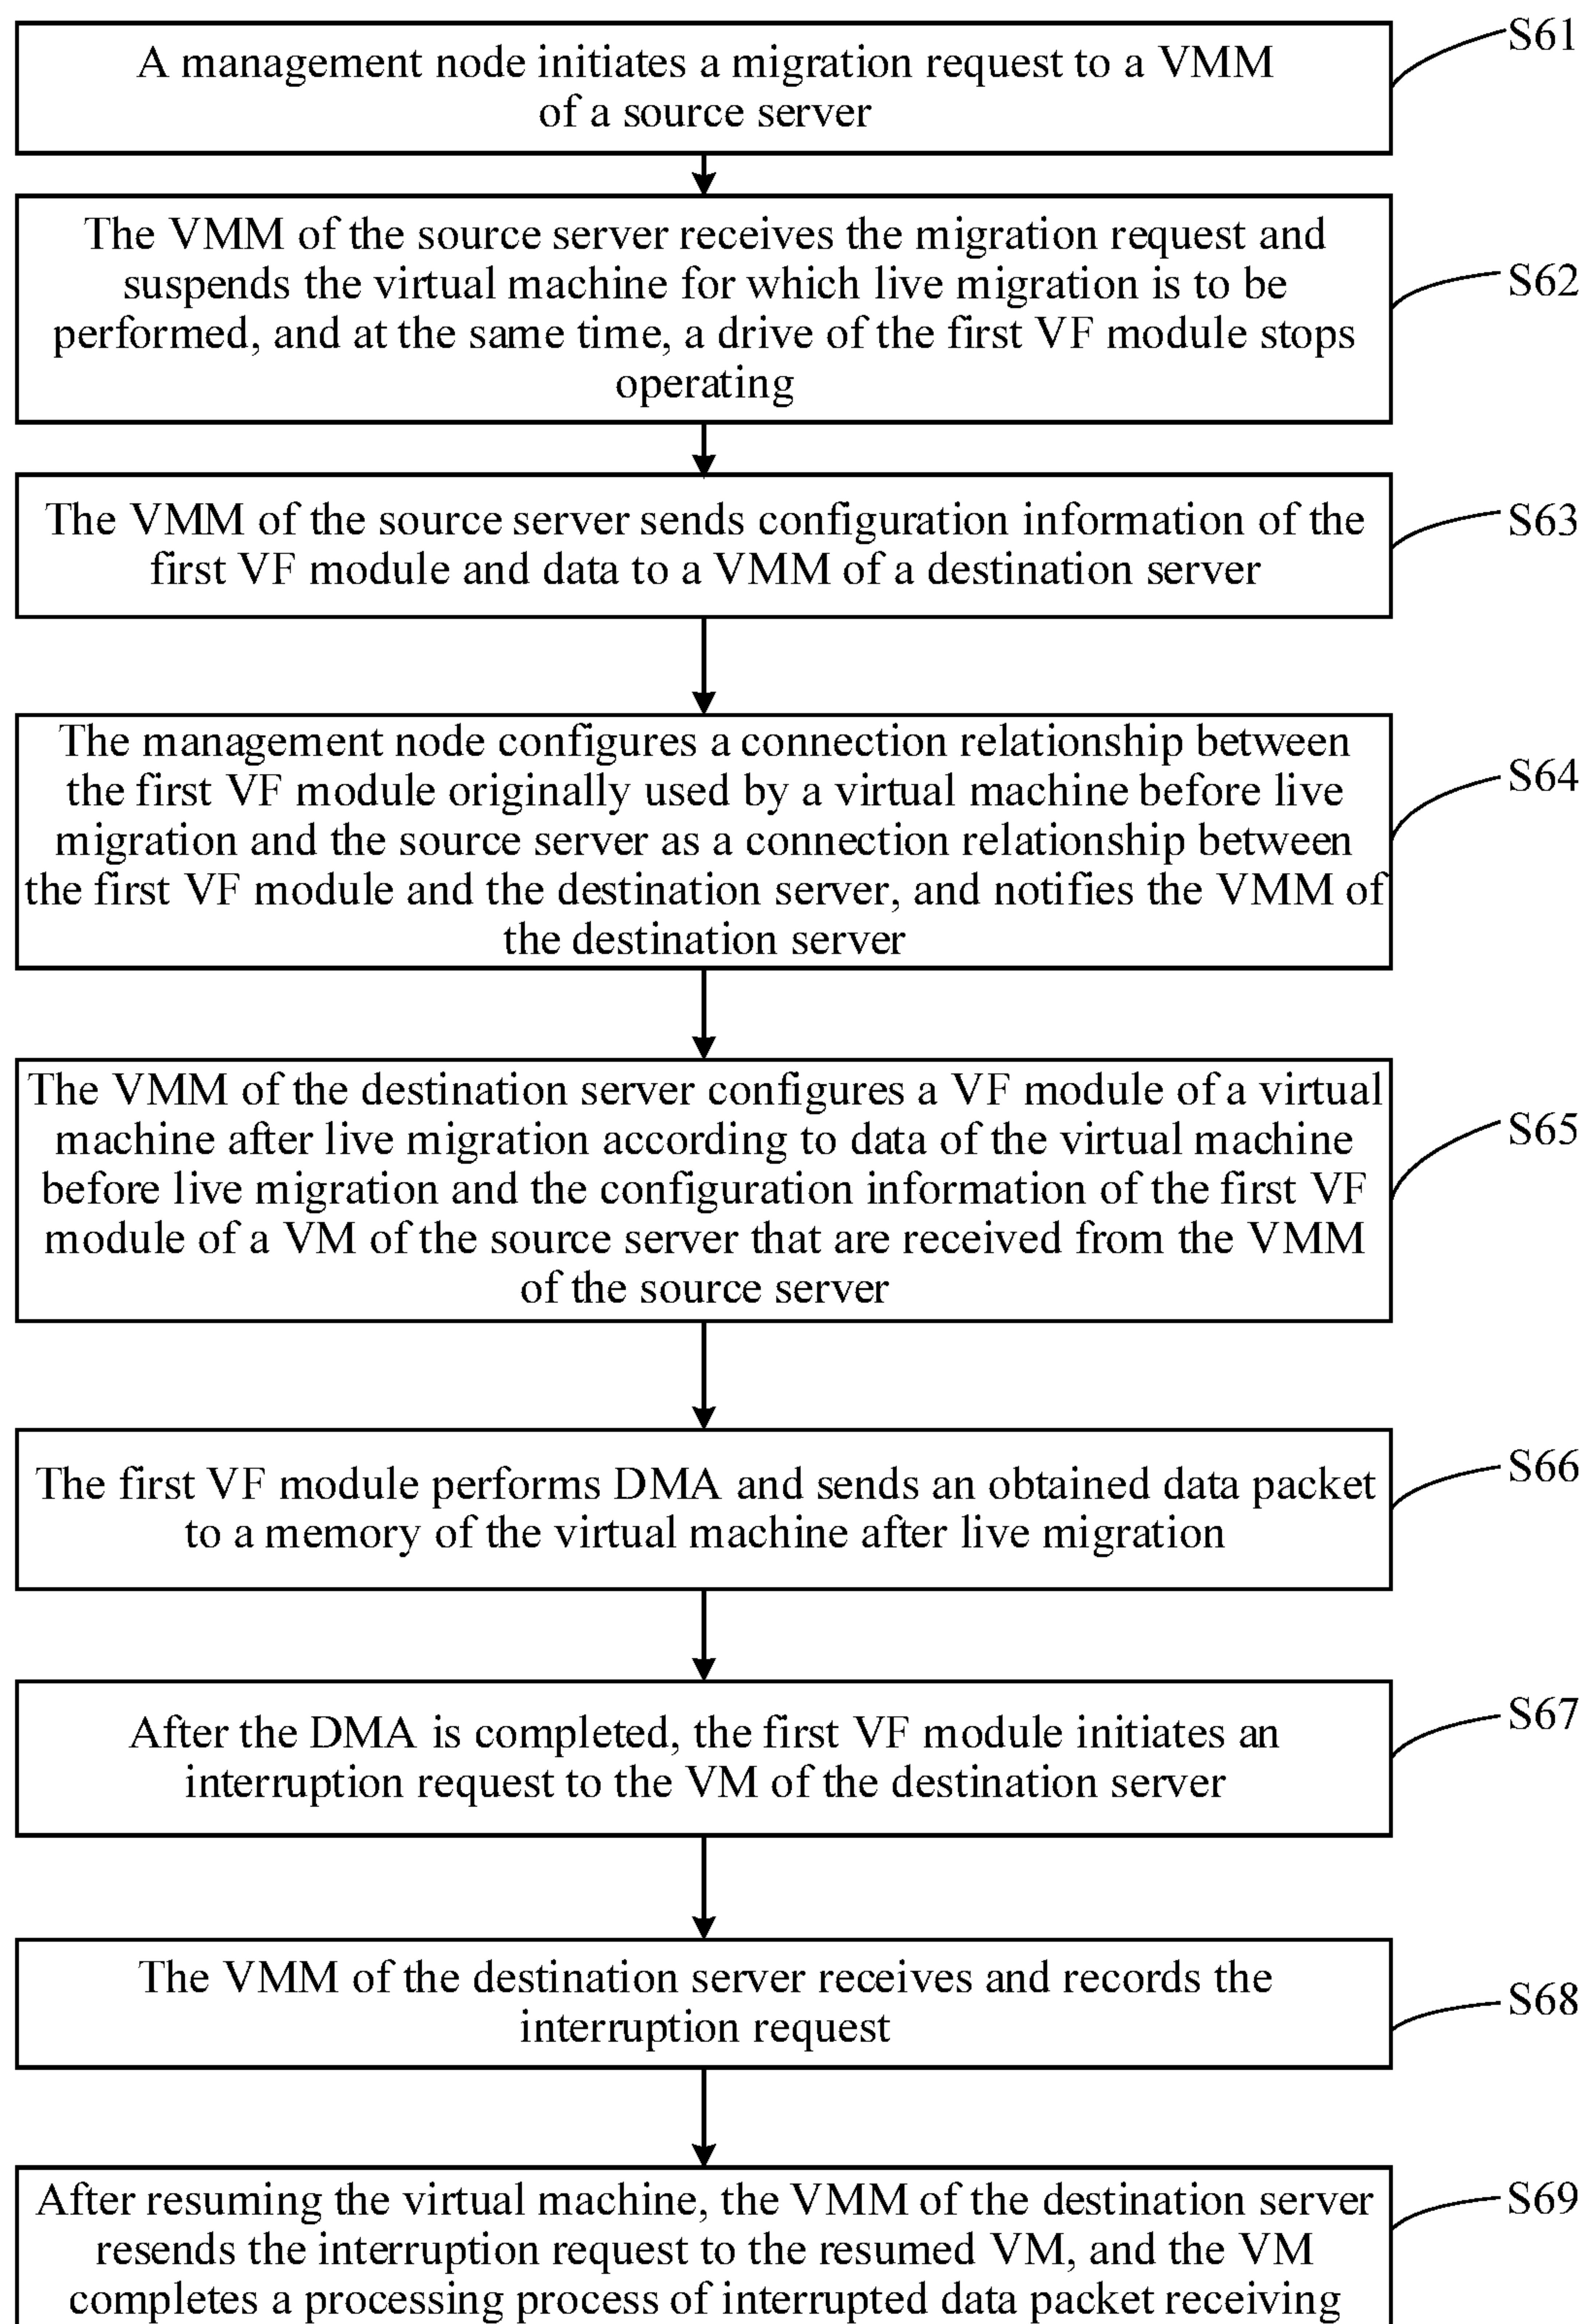 A management node initiates a migration request to a VMM
of a source server
S61
The VMM of the source server receives the migration request and
suspends the virtual machine for which live migration is to be
performed, and at the same time, a drive of the first VF module stops
operating
S62
The VMM of the source server sends configuration information of the
first VF module and data to a VMM of a destination server
S63
The management node configures a connection relationship between
the first VF module originally used by a virtual machine before live
migration and the source server as a connection relationship between
the first VF module and the destination server, and notifies the VMM of
the destination server
S64
The VMM of the destination server configures a VF module of a virtual
machine after live migration according to data of the virtual machine
before live migration and the configuration information of the first VF
module of a VM of the source server that are received from the VMM
of the source server
S65
The first VF module performs DMA and sends an obtained data packet
to a memory of the virtual machine after live migration
S66
After the DMA is completed, the first VF module initiates an
interruption request to the VM of the destination server
S67
The VMM of the destination server receives and records the
interruption request
S68
After resuming the virtual machine, the VMM of the destination server
resends the interruption request to the resumed VM, and the VM
completes a processing process of interrupted data packet receiving
S69